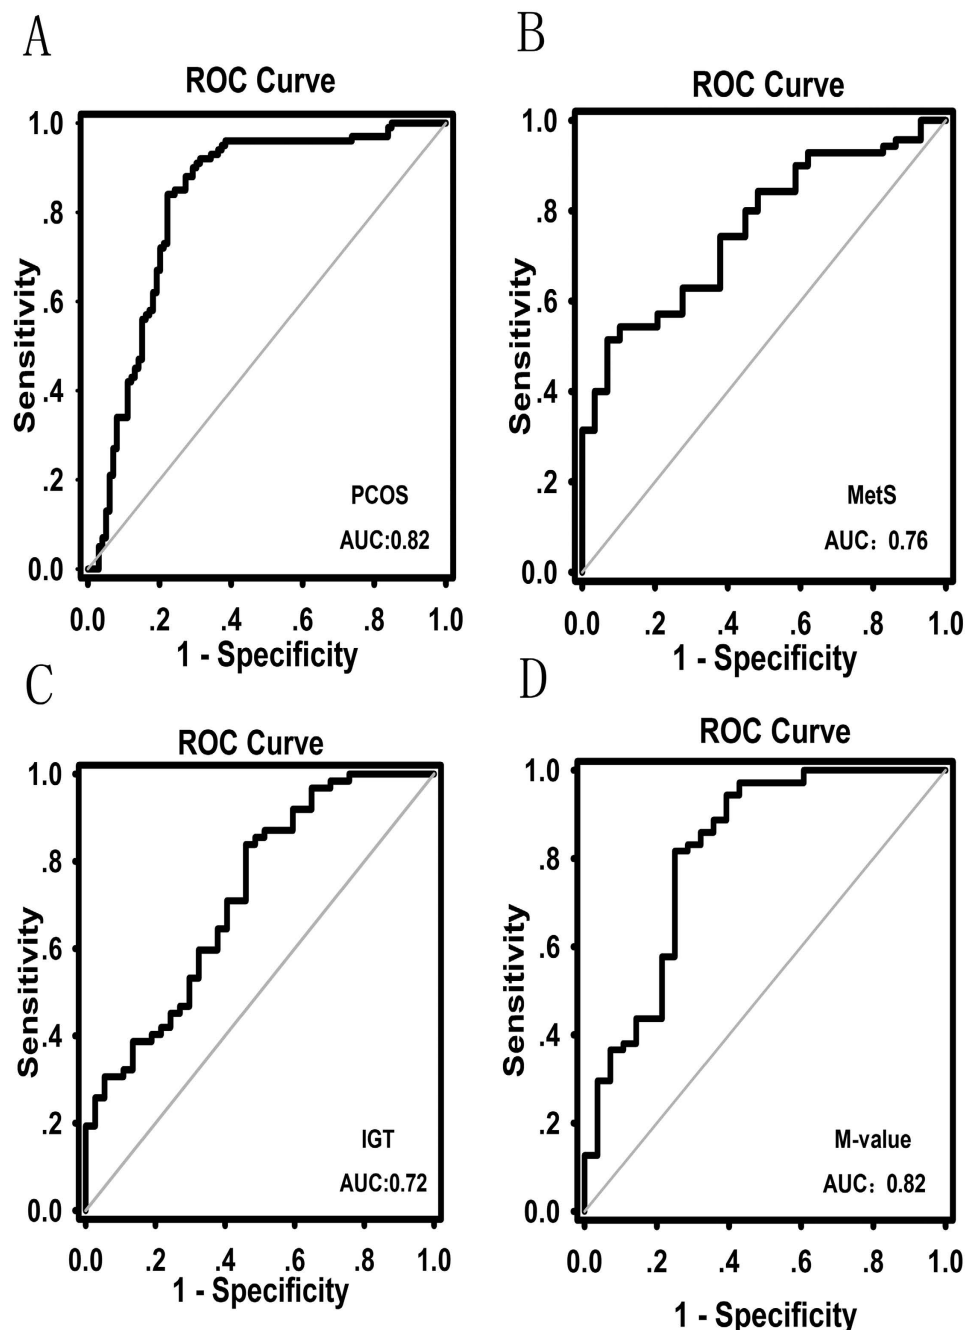 A
ROC Curve
1.0
.8
.6
.4
.2
0.0
Sensitivity
PCOS
AUC:0.82
0.0 .2 .4 .6 .8 1.0
1 - Specificity
B
ROC Curve
1.0
.8
.6
.4
.2
0.0
Sensitivity
MetS
AUC: 0.76
0.0 .2 .4 .6 .8 1.0
1 - Specificity
C
ROC Curve
1.0
.8
.6
.4
.2
0.0
Sensitivity
IGT
AUC:0.72
0.0 .2 .4 .6 .8 1.0
1 - Specificity
D
ROC Curve
1.0
.8
.6
.4
.2
0.0
Sensitivity
M-value
AUC: 0.82
0.0 .2 .4 .6 .8 1.0
1 - Specificity